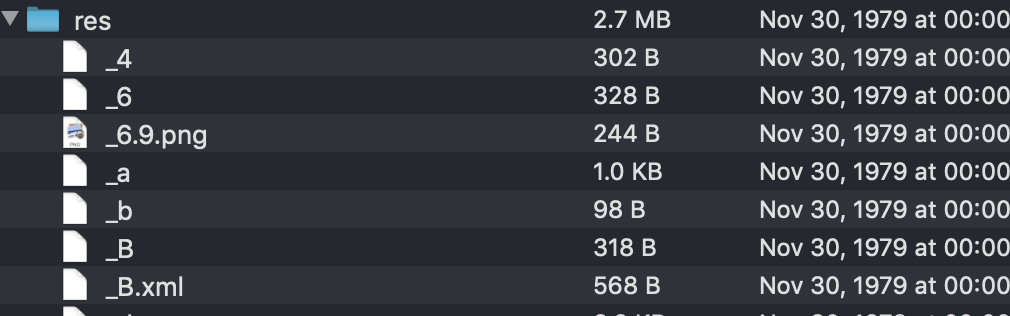 res 2.7 MB Nov 30, 1979 at 00:00
_4 302 B Nov 30, 1979 at 00:00
_6 328 B Nov 30, 1979 at 00:00
_6.9.png 244 B Nov 30, 1979 at 00:00
_a 1.0 KB Nov 30, 1979 at 00:00
_b 98 B Nov 30, 1979 at 00:00
_B 318 B Nov 30, 1979 at 00:00
_B.xml 568 B Nov 30, 1979 at 00:00